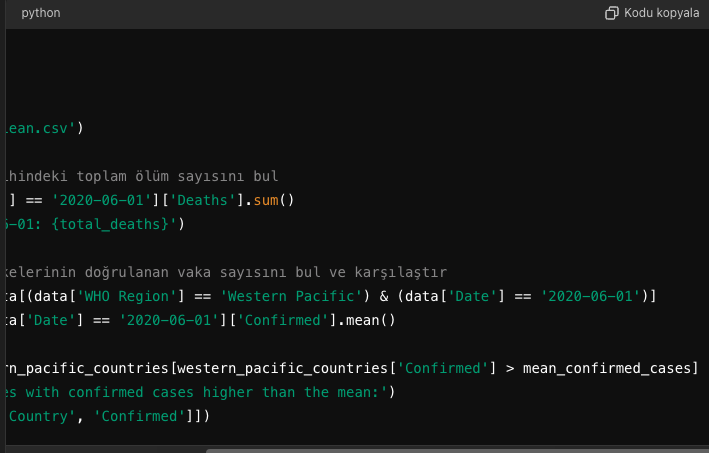 python
Kodu kopyala
lean.csv')
ihindeki toplam ölüm sayısını bul
'] == '2020-06-01']['Deaths'].sum()
6-01: {total_deaths}')
kelerinin doğrulanan vaka sayısını bul ve karşılaştır
ta[(data['WHO Region'] == 'Western Pacific') & (data['Date'] == '2020-06-01')]
ta['Date'] == '2020-06-01']['Confirmed'].mean()
rn_pacific_countries[western_pacific_countries['Confirmed'] > mean_confirmed_cases]
es with confirmed cases higher than the mean:')
Country', 'Confirmed']])